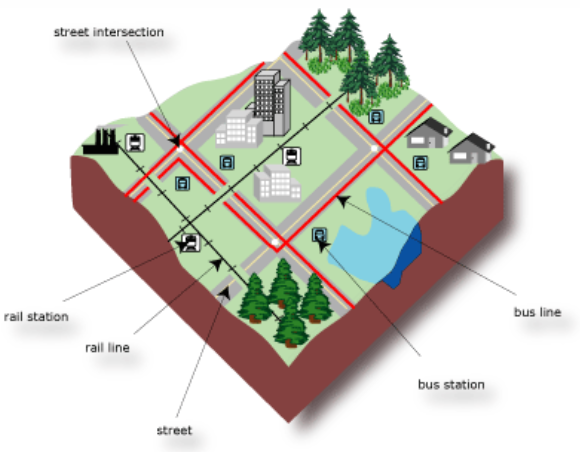 street intersection
rail station
bus line
rail line
bus station
street